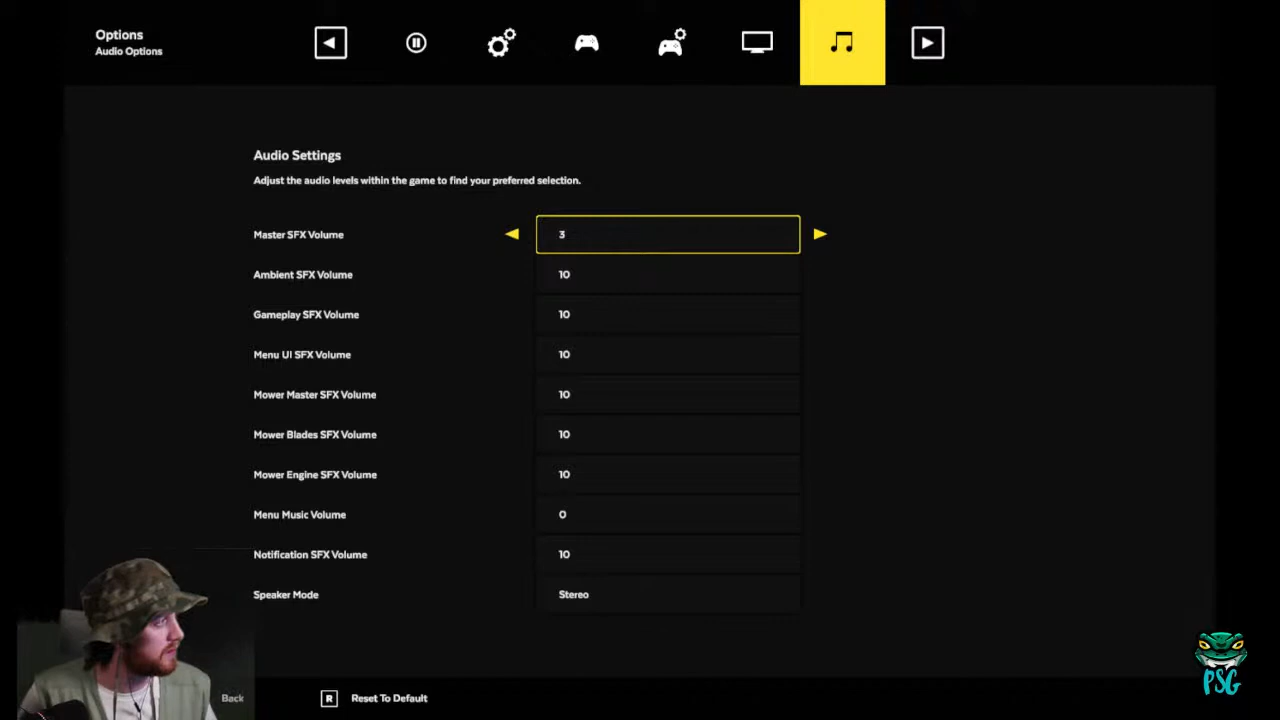 Options
Audio Options
Audio Settings
Adjust the audio levels within the game to find your preferred selection.
Master SFX Volume 3
Ambient SFX Volume 10
Gameplay SFX Volume 10
Menu UI SFX Volume 10
Mower Master SFX Volume 10
Mower Blades SFX Volume 10
Mower Engine SFX Volume 10
Menu Music Volume 0
Notification SFX Volume 10
Speaker Mode Stereo
Back R Reset To Default
PSG